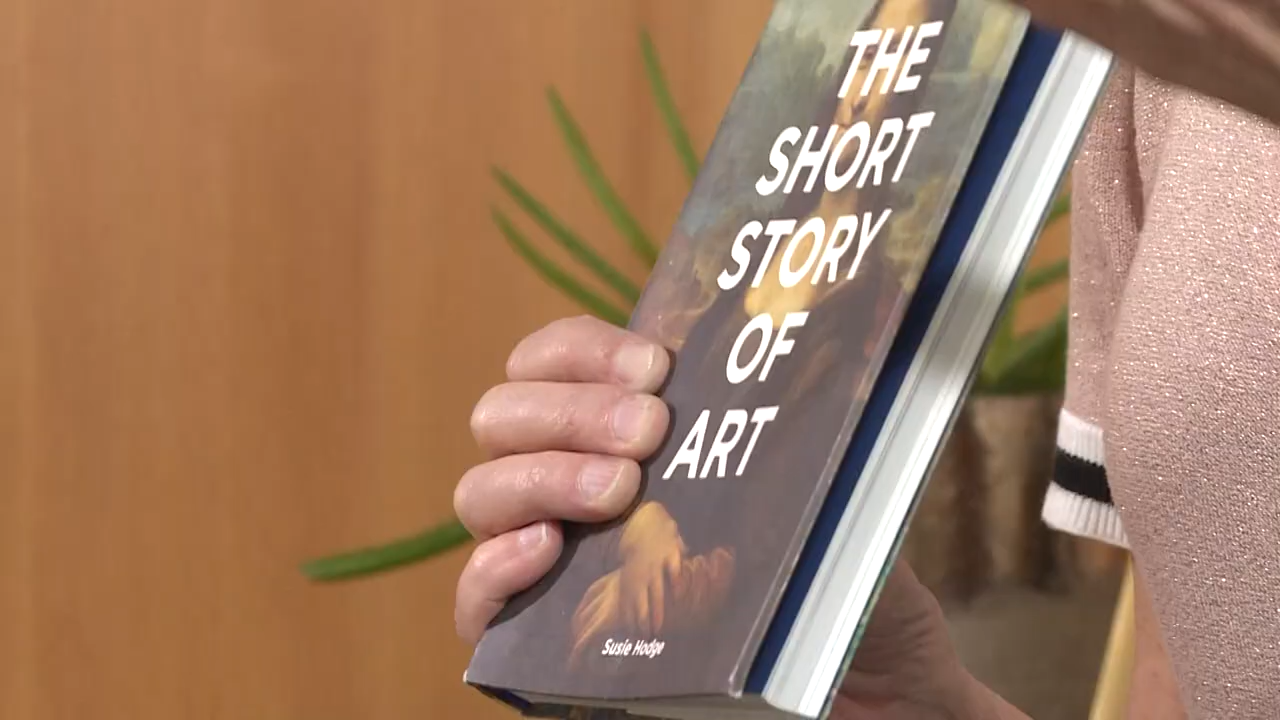 THE
SHORT
STORY
OF
ART
Susie Hodge